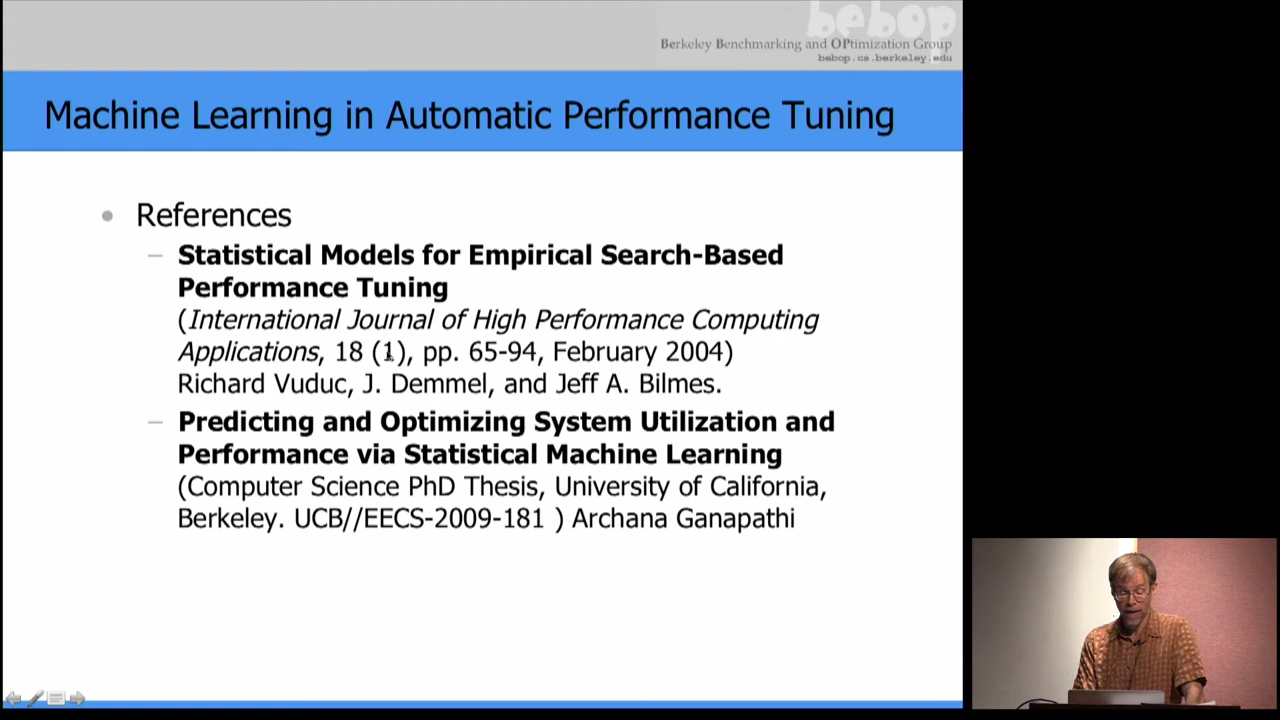 bebop
Berkeley Benchmarking and OPtimization Group
bebop.cs.berkeley.edu
Machine Learning in Automatic Performance Tuning
• References
– Statistical Models for Empirical Search-Based
Performance Tuning
(International Journal of High Performance Computing
Applications, 18 (1), pp. 65-94, February 2004)
Richard Vuduc, J. Demmel, and Jeff A. Bilmes.
– Predicting and Optimizing System Utilization and
Performance via Statistical Machine Learning
(Computer Science PhD Thesis, University of California,
Berkeley. UCB//EECS-2009-181 ) Archana Ganapathi